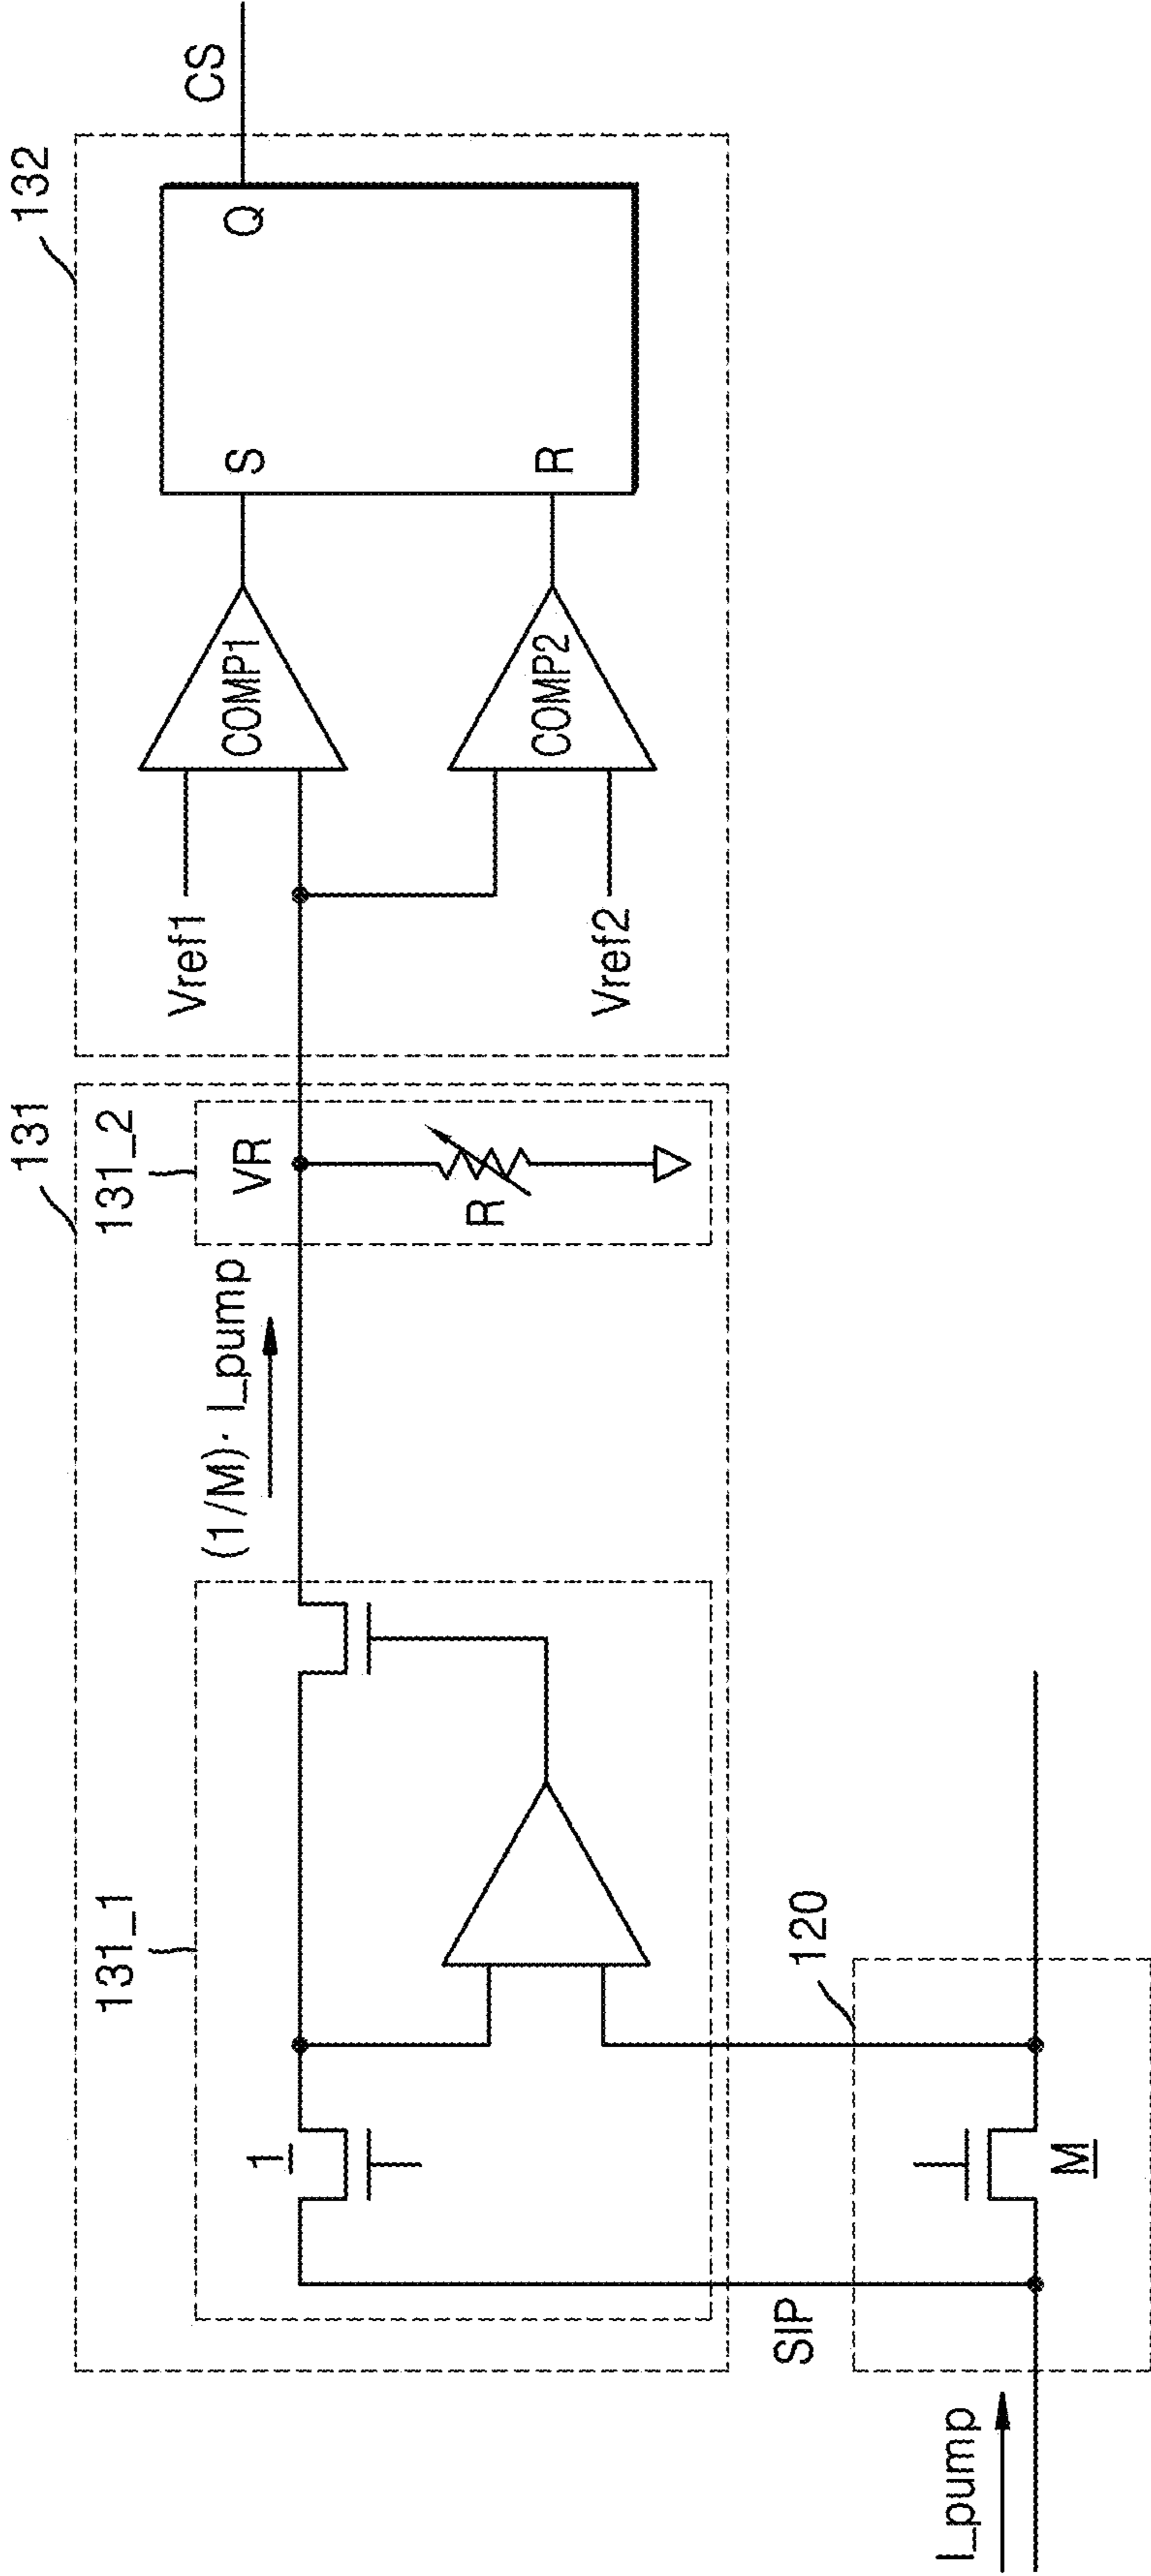 131
132
131_1
131_2
(1/M)· I_pump
VR
R
Vref1
Vref2
COMP1
COMP2
S
R
Q
CS
1
SIP
120
I_pump
M